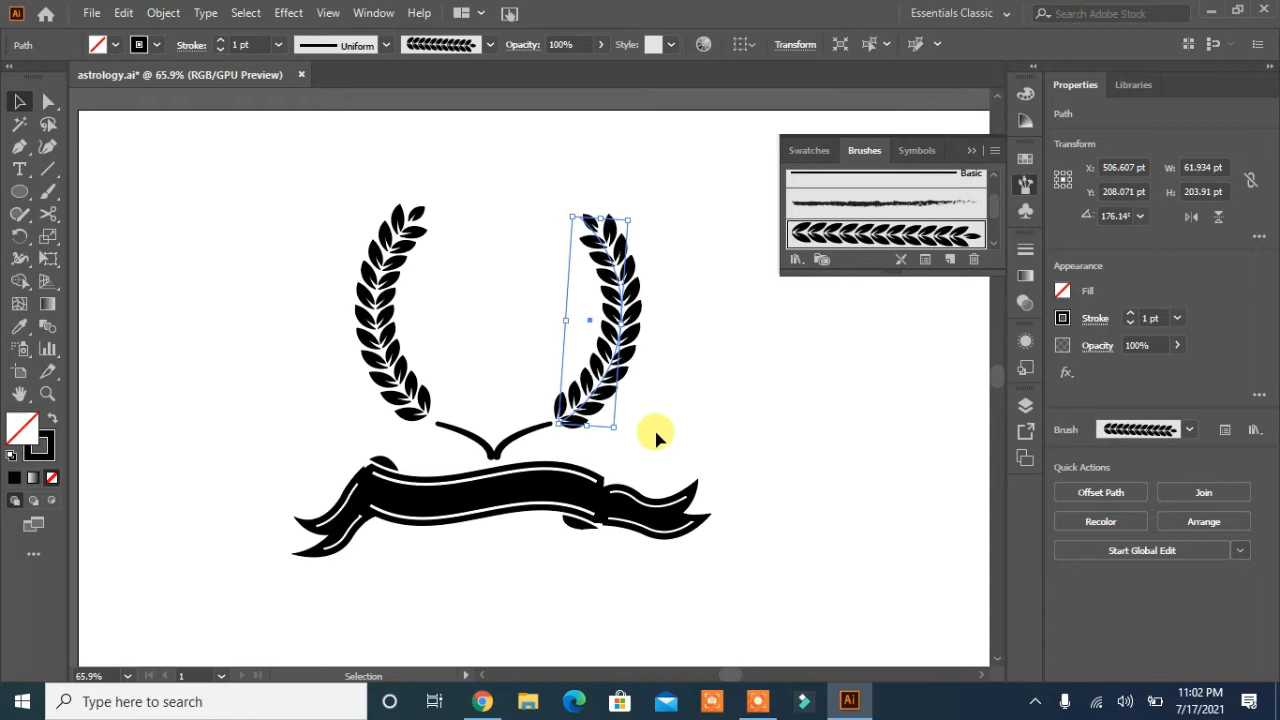 Ai File Edit Object Type Select Effect View Window Help Essentials Classic Search Adobe Stock
Path Stroke: 1 pt Uniform Opacity: 100% Style: Transform
astrology.ai* @ 65.9% (RGB/GPU Preview)
Properties Libraries
Path
Transform
X: 506.607 pt W: 61.934 pt
Y: 208.071 pt H: 203.91 pt
176.14°
Appearance
Fill
Stroke 1 pt
Opacity 100%
fx.
Brush
Quick Actions
Offset Path Join
Recolor Arrange
Start Global Edit
Swatches Brushes Symbols
Basic
65.9% 1 Selection
Type here to search
Ai
11:02 PM
7/17/2021